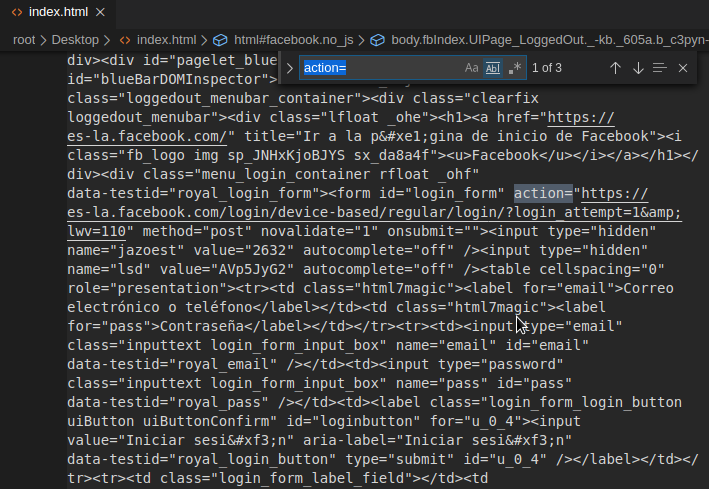 index.html ×
root > Desktop > index.html > html#facebook.no_js > body.fbIndex.UIPage_LoggedOut._-kb._605a.b_c3pyn-
action= Aa Abl .* 1 of 3
div><div id="pagelet_blue
id="blueBarDOMInspector">
class="loggedout_menubar_container"><div class="clearfix
loggedout_menubar"><div class="lfloat _ohe"><h1><a href="https://
es-la.facebook.com/" title="Ir a la p&#xe1;gina de inicio de Facebook"><i
class="fb_logo img sp_JNHxKjoBJYS sx_da8a4f"><u>Facebook</u></i></a></h1></
div><div class="menu_login_container rfloat _ohf"
data-testid="royal_login_form"><form id="login_form" action="https://
es-la.facebook.com/login/device-based/regular/login/?login_attempt=1&amp;
lwv=110" method="post" novalidate="1" onsubmit=""><input type="hidden"
name="jazoest" value="2632" autocomplete="off" /><input type="hidden"
name="lsd" value="AVp5JyG2" autocomplete="off" /><table cellspacing="0"
role="presentation"><tr><td class="html7magic"><label for="email">Correo
electrónico o teléfono</label></td><td class="html7magic"><label
for="pass">Contraseña</label></td></tr><tr><td><input type="email"
class="inputtext login_form_input_box" name="email" id="email"
data-testid="royal_email" /></td><td><input type="password"
class="inputtext login_form_input_box" name="pass" id="pass"
data-testid="royal_pass" /></td><td><label class="login_form_login_button
uiButton uiButtonConfirm" id="loginbutton" for="u_0_4"><input
value="Iniciar sesi&#xf3;n" aria-label="Iniciar sesi&#xf3;n"
data-testid="royal_login_button" type="submit" id="u_0_4" /></label></td></
tr><tr><td class="login_form_label_field"></td><td